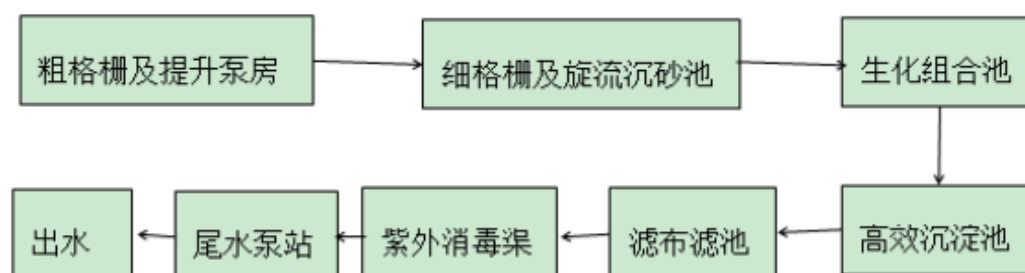 粗格栅及提升泵房
细格栅及旋流沉砂池
生化组合池
高效沉淀池
滤布滤池
紫外消毒渠
尾水泵站
出水